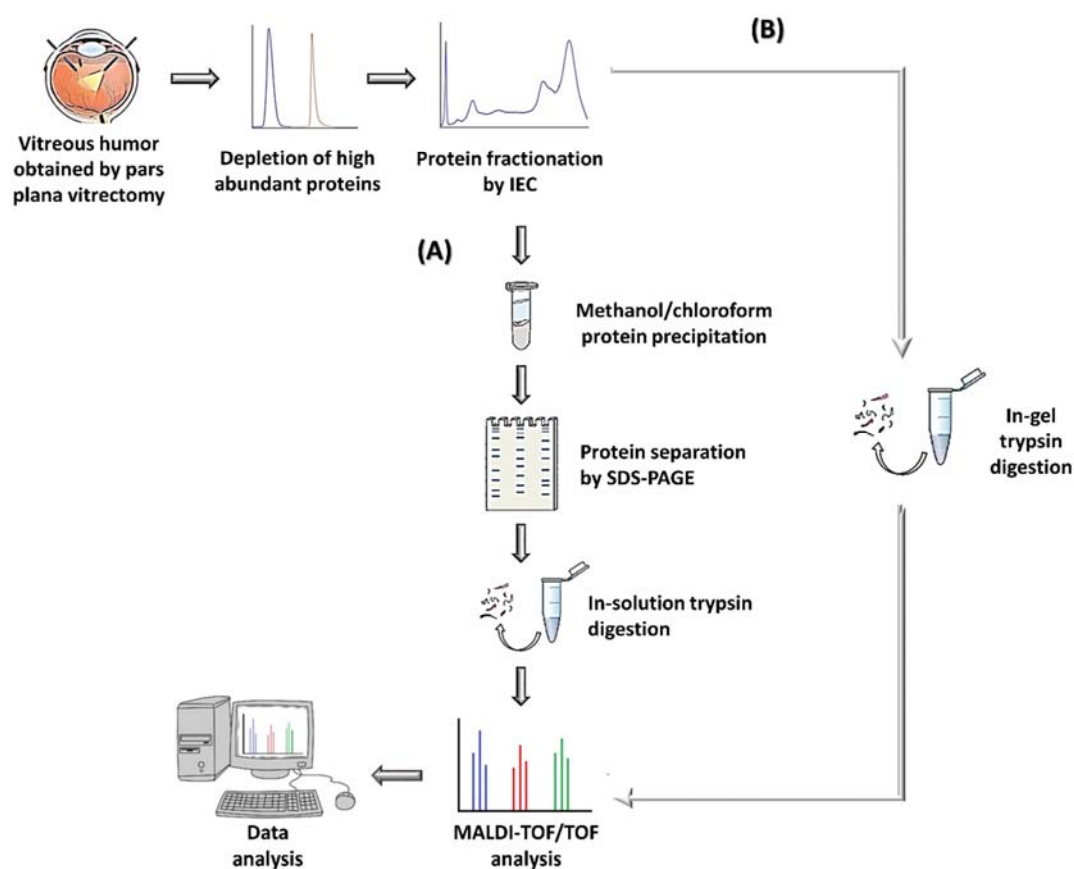 (B)
Vitreous humor
obtained by pars
plana vitrectomy
Depletion of high
abundant proteins
Protein fractionation
by IEC
(A)
Methanol/chloroform
protein precipitation
Protein separation
by SDS-PAGE
In-gel
trypsin
digestion
In-solution trypsin
digestion
MALDI-TOF/TOF
analysis
Data
analysis